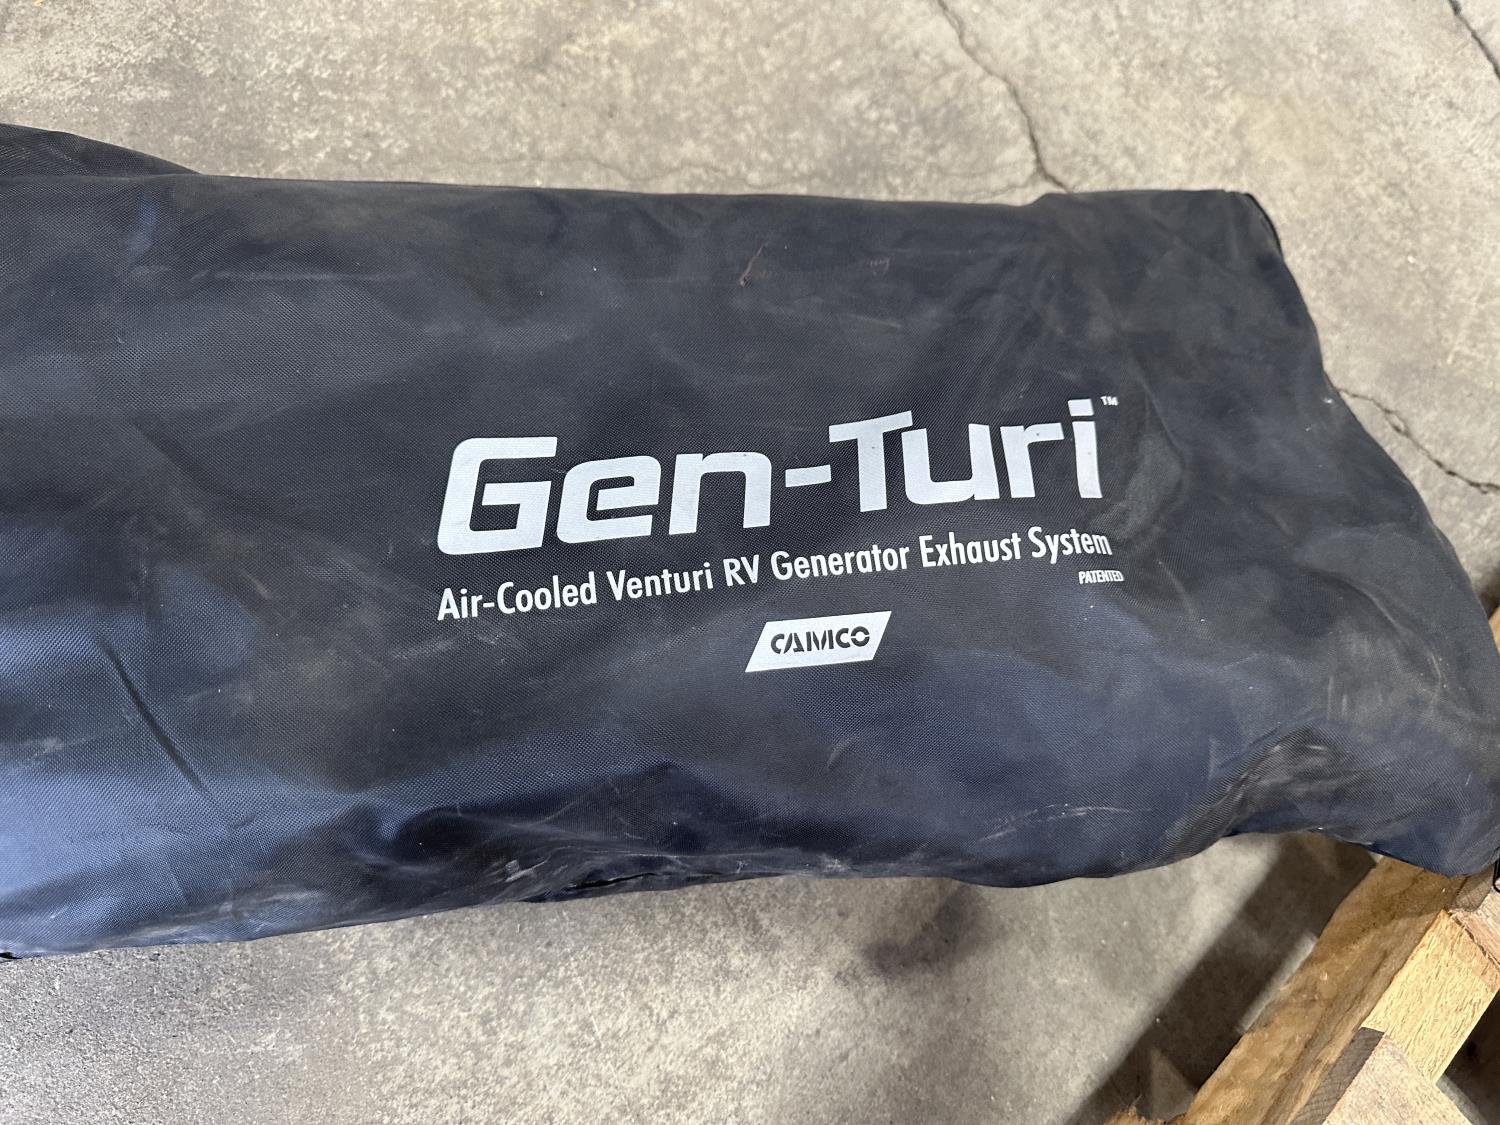 Gen-Turi™
Air-Cooled Venturi RV Generator Exhaust System
PATENTED
CAMCO